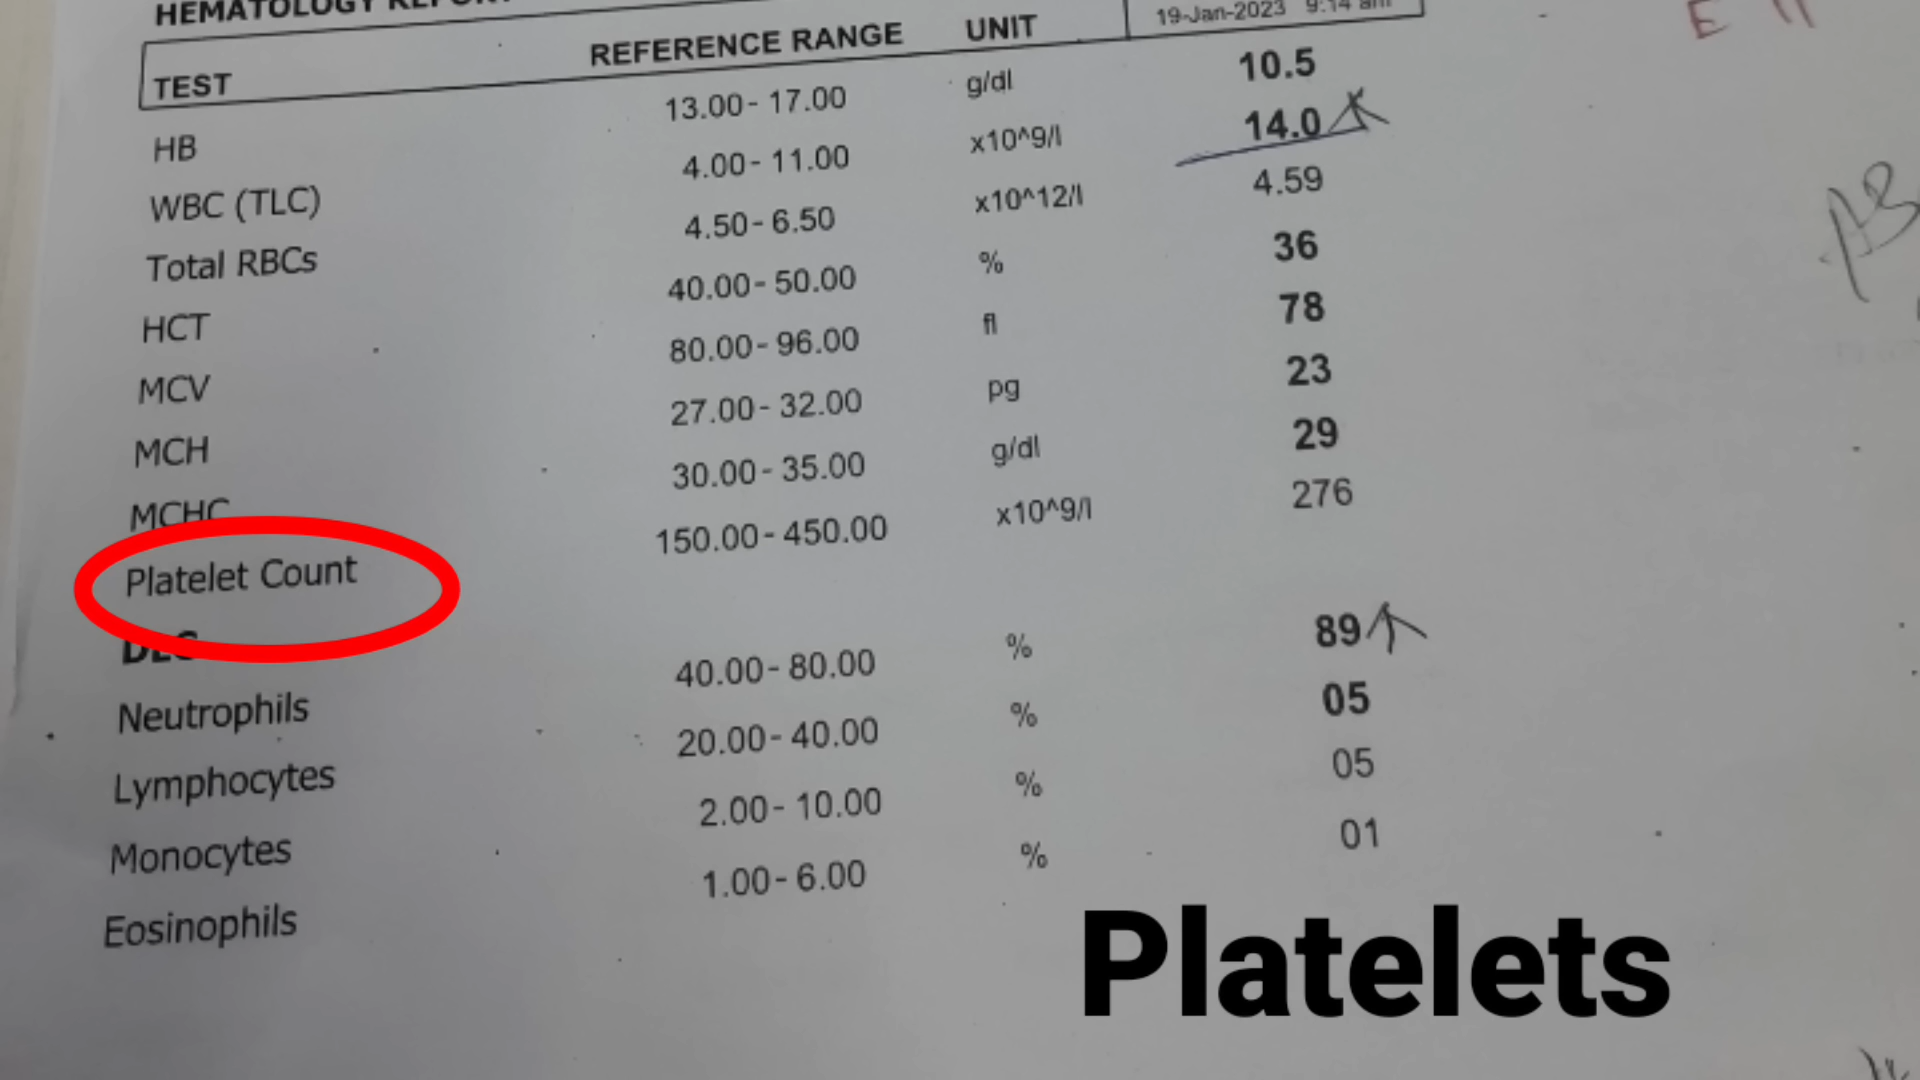 HEMATOLOGY REPORT
TEST REFERENCE RANGE UNIT 19-Jan-2023 9:14 am
HB 13.00 - 17.00 g/dl 10.5
WBC (TLC) 4.00 - 11.00 x10^9/l 14.0
Total RBCs 4.50 - 6.50 x10^12/l 4.59
HCT 40.00 - 50.00 % 36
MCV 80.00 - 96.00 fl 78
MCH 27.00 - 32.00 pg 23
MCHC 30.00 - 35.00 g/dl 29
Platelet Count 150.00 - 450.00 x10^9/l 276
DLC
Neutrophils 40.00 - 80.00 % 89
Lymphocytes 20.00 - 40.00 % 05
Monocytes 2.00 - 10.00 % 05
Eosinophils 1.00 - 6.00 % 01
Platelets